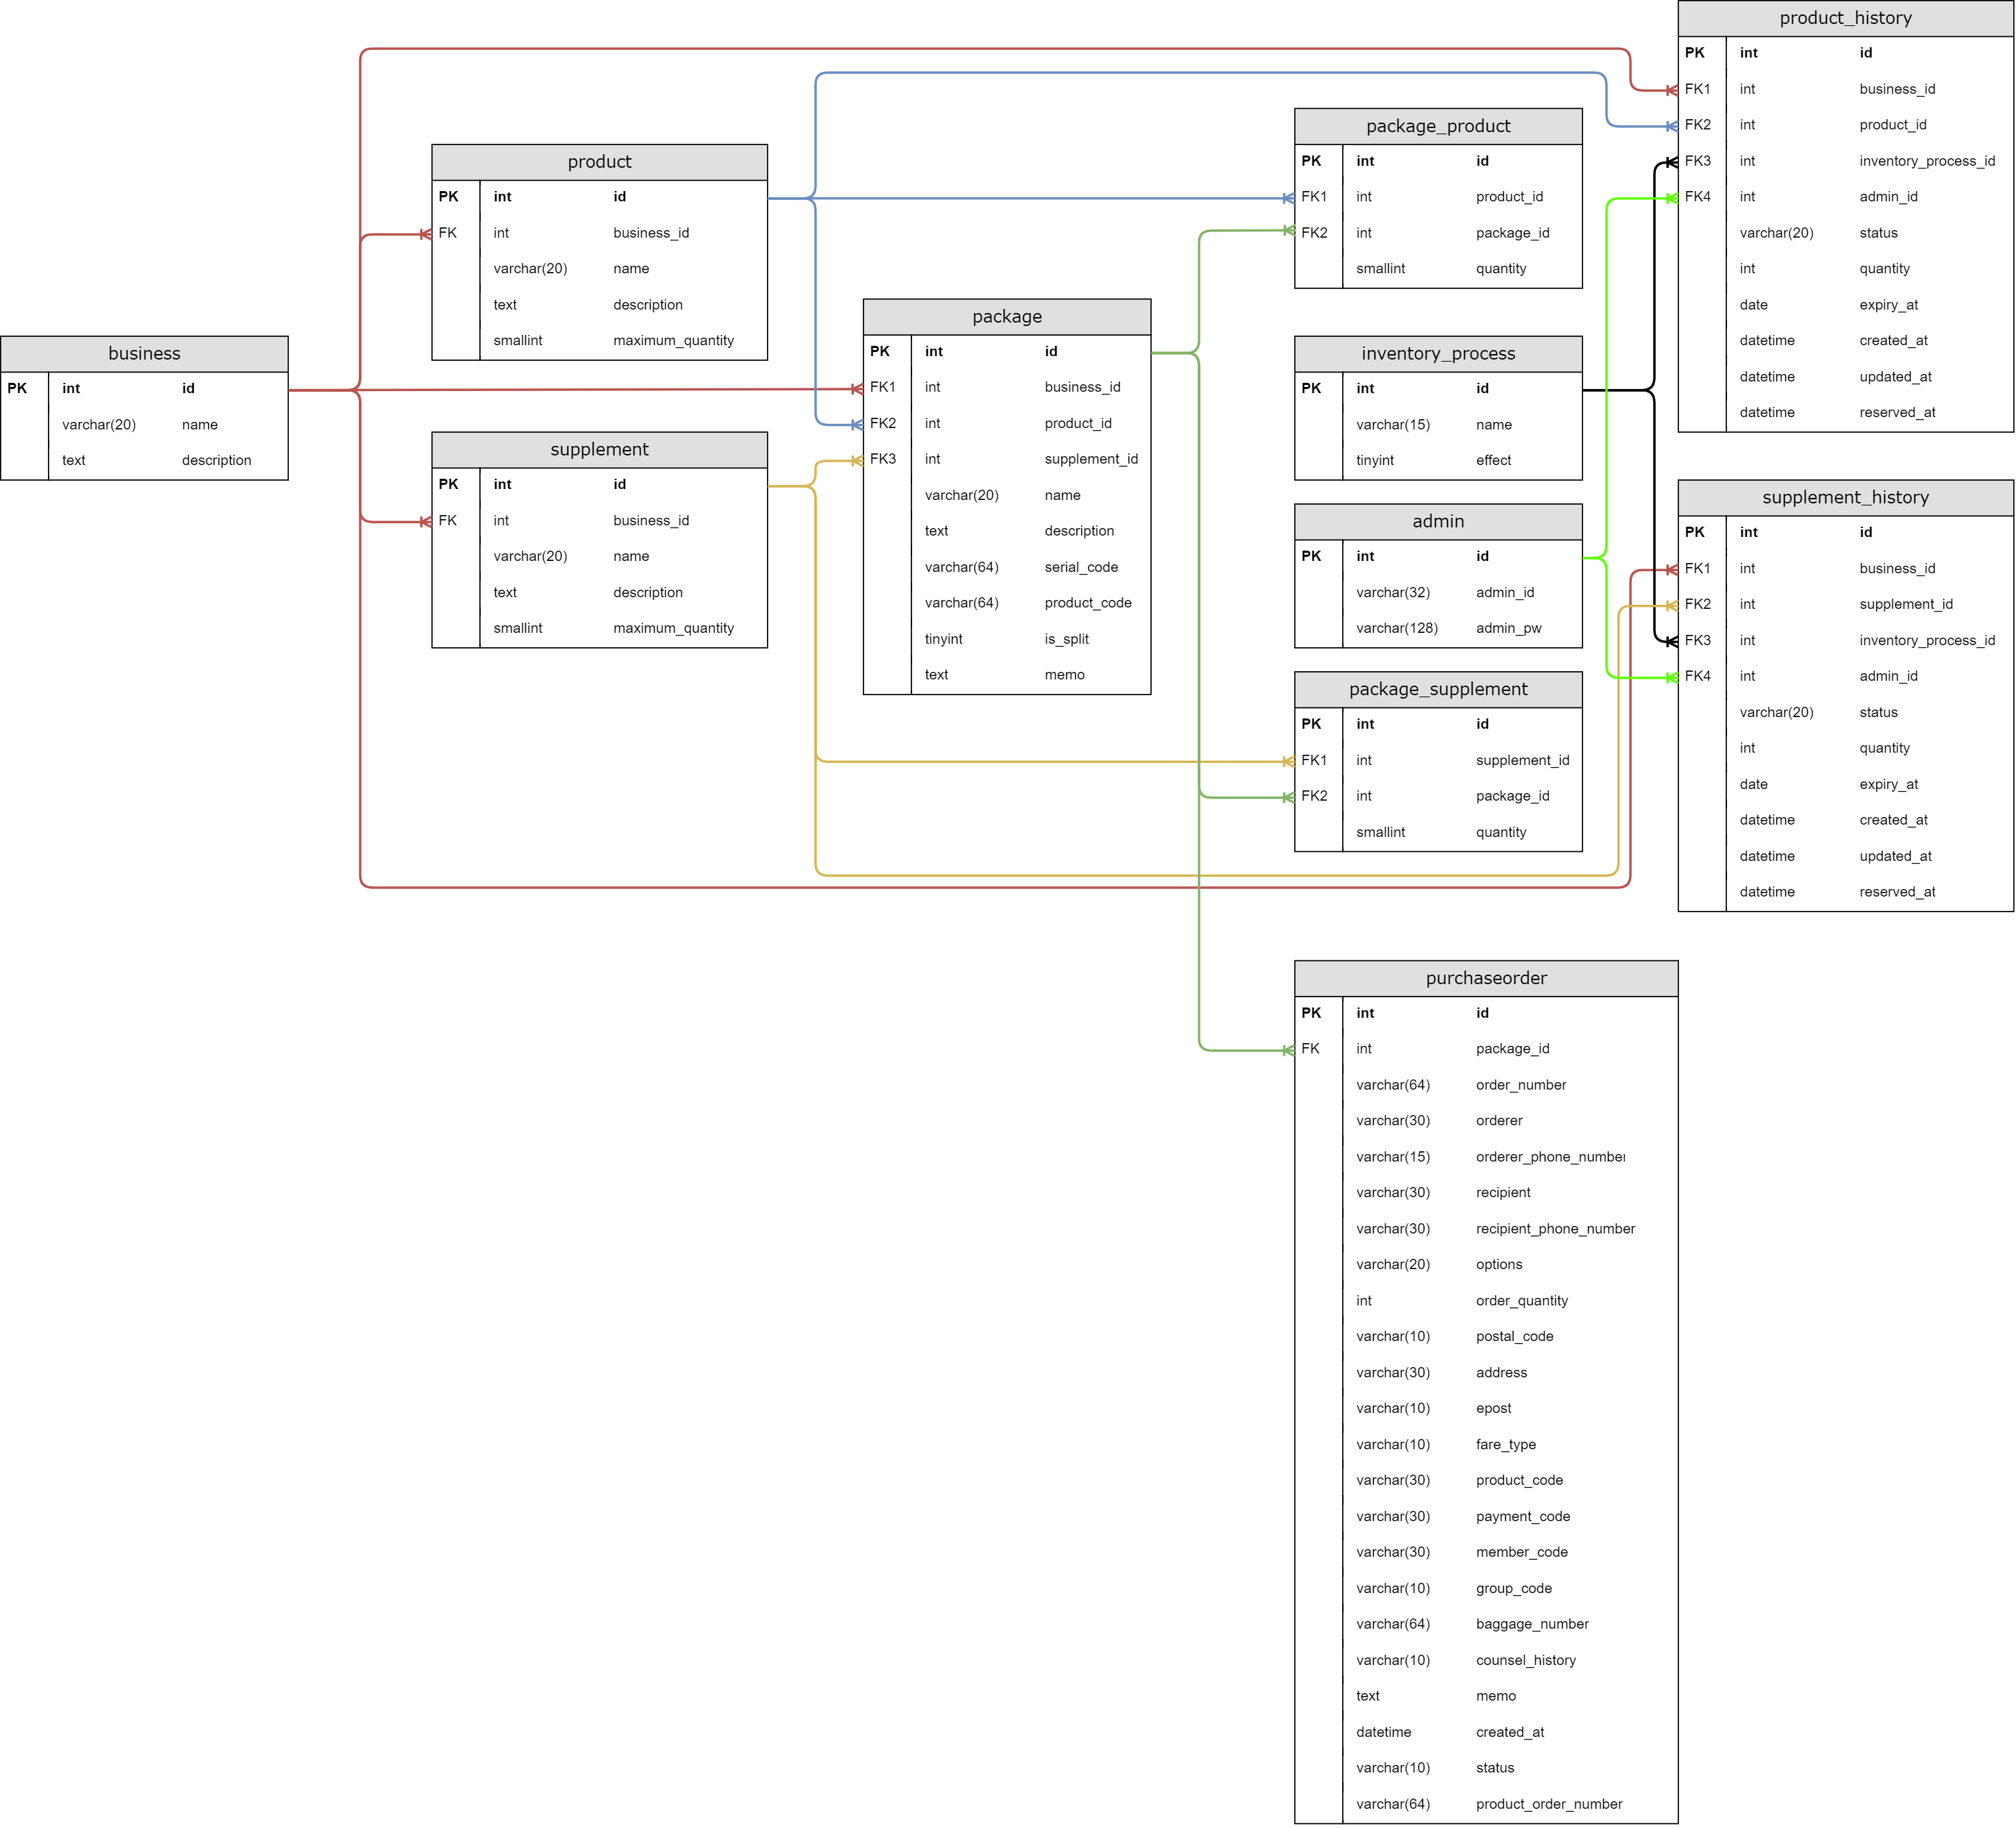 business
PK int id
varchar(20) name
text description
product
PK int id
FK int business_id
varchar(20) name
text description
smallint maximum_quantity
supplement
PK int id
FK int business_id
varchar(20) name
text description
smallint maximum_quantity
package
PK int id
FK1 int business_id
FK2 int product_id
FK3 int supplement_id
varchar(20) name
text description
varchar(64) serial_code
varchar(64) product_code
tinyint is_split
text memo
package_product
PK int id
FK1 int product_id
FK2 int package_id
smallint quantity
inventory_process
PK int id
varchar(15) name
tinyint effect
admin
PK int id
varchar(32) admin_id
varchar(128) admin_pw
package_supplement
PK int id
FK1 int supplement_id
FK2 int package_id
smallint quantity
product_history
PK int id
FK1 int business_id
FK2 int product_id
FK3 int inventory_process_id
FK4 int admin_id
varchar(20) status
int quantity
date expiry_at
datetime created_at
datetime updated_at
datetime reserved_at
supplement_history
PK int id
FK1 int business_id
FK2 int supplement_id
FK3 int inventory_process_id
FK4 int admin_id
varchar(20) status
int quantity
date expiry_at
datetime created_at
datetime updated_at
datetime reserved_at
purchaseorder
PK int id
FK int package_id
varchar(64) order_number
varchar(30) orderer
varchar(15) orderer_phone_number
varchar(30) recipient
varchar(30) recipient_phone_number
varchar(20) options
int order_quantity
varchar(10) postal_code
varchar(30) address
varchar(10) epost
varchar(10) fare_type
varchar(30) product_code
varchar(30) payment_code
varchar(30) member_code
varchar(10) group_code
varchar(64) baggage_number
varchar(10) counsel_history
text memo
datetime created_at
varchar(10) status
varchar(64) product_order_number